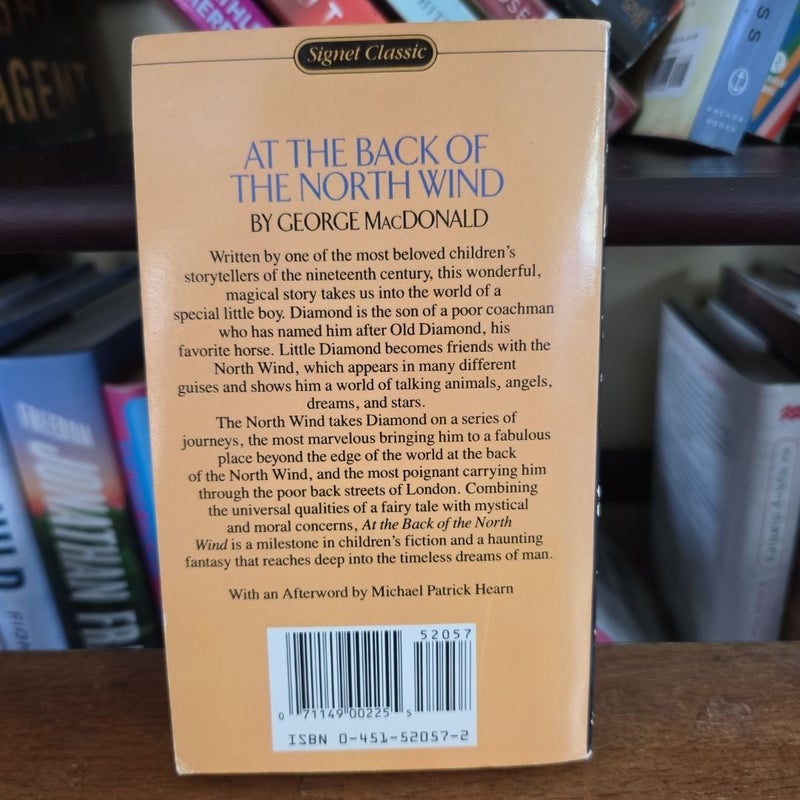 Signet Classic
AT THE BACK OF
THE NORTH WIND
BY GEORGE MACDONALD
Written by one of the most beloved children's
storytellers of the nineteenth century, this wonderful,
magical story takes us into the world of a
special little boy. Diamond is the son of a poor coachman
who has named him after Old Diamond, his
favorite horse. Little Diamond becomes friends with the
North Wind, which appears in many different
guises and shows him a world of talking animals, angels,
dreams, and stars.
The North Wind takes Diamond on a series of
journeys, the most marvelous bringing him to a fabulous
place beyond the edge of the world at the back
of the North Wind, and the most poignant carrying him
through the poor back streets of London. Combining
the universal qualities of a fairy tale with mystical
and moral concerns, At the Back of the North
Wind is a milestone in children's fiction and a haunting
fantasy that reaches deep into the timeless dreams of man.
With an Afterword by Michael Patrick Hearn
52057
0 71149 00225 5
ISBN 0-451-52057-2
AGENT
FREEDOM
JONATHAN FRA